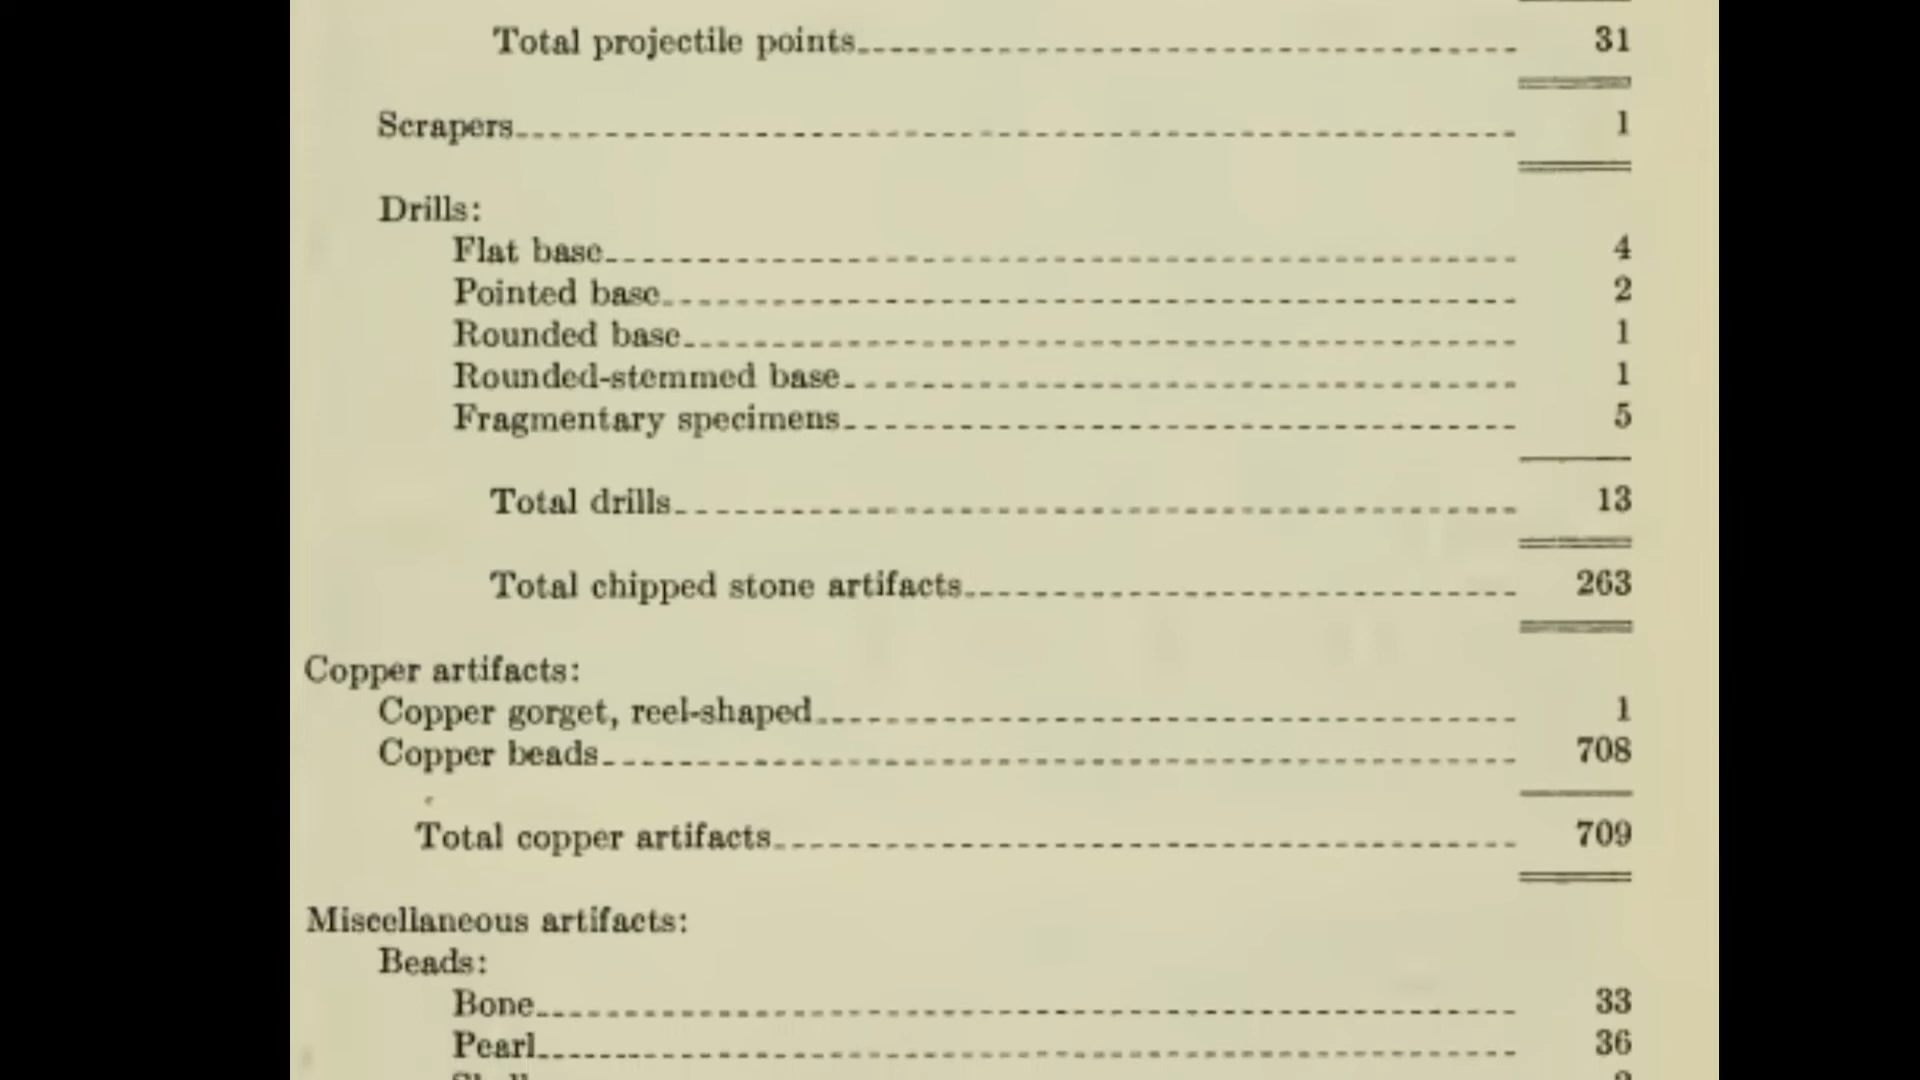 Total projectile points 31
Scrapers 1
Drills:
Flat base 4
Pointed base 2
Rounded base 1
Rounded-stemmed base 1
Fragmentary specimens 5
Total drills 13
Total chipped stone artifacts 263
Copper artifacts:
Copper gorget, reel-shaped 1
Copper beads 708
Total copper artifacts 709
Miscellaneous artifacts:
Beads:
Bone 33
Pearl 36